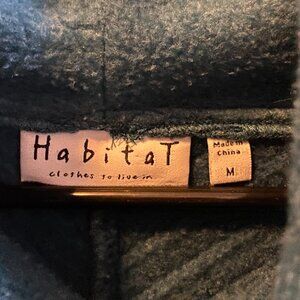 HabitaT
clothes to live in
Made in
China
M